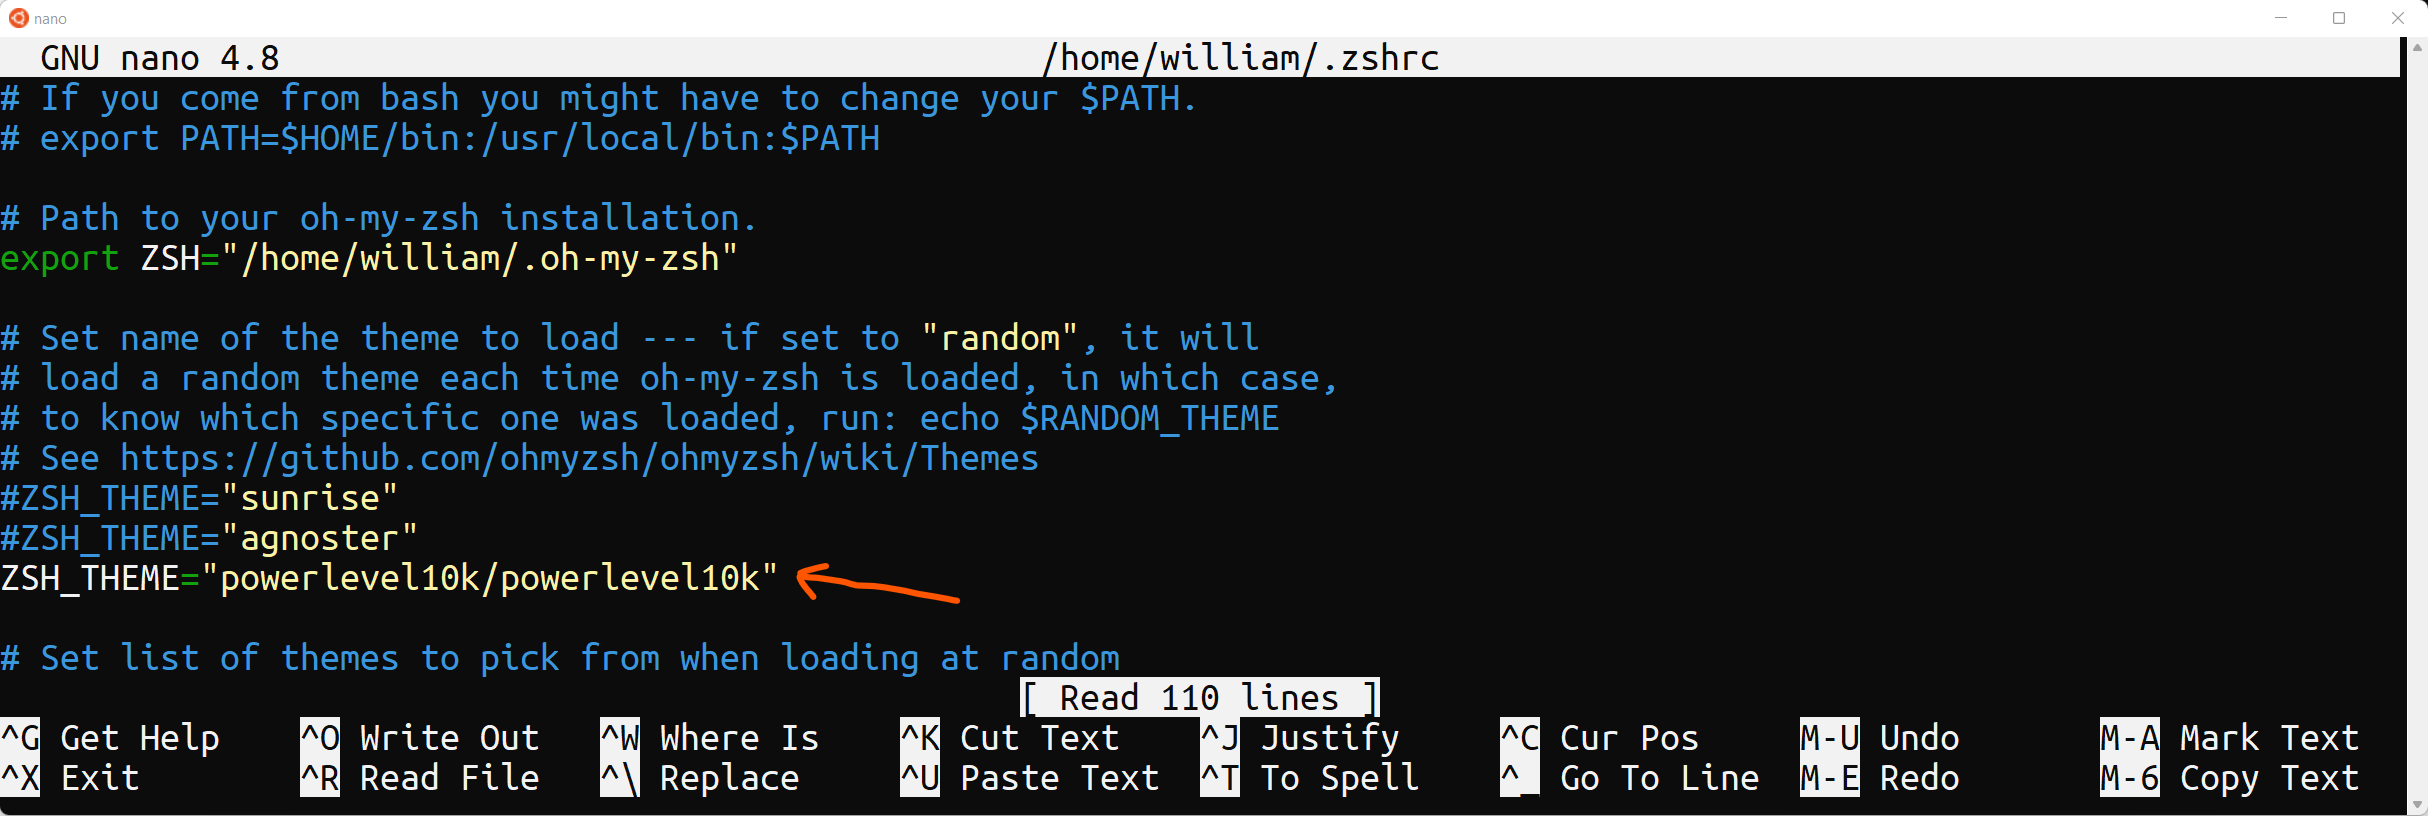 nano
GNU nano 4.8 /home/william/.zshrc
# If you come from bash you might have to change your $PATH.
# export PATH=$HOME/bin:/usr/local/bin:$PATH
# Path to your oh-my-zsh installation.
export ZSH="/home/william/.oh-my-zsh"
# Set name of the theme to load --- if set to "random", it will
# load a random theme each time oh-my-zsh is loaded, in which case,
# to know which specific one was loaded, run: echo $RANDOM_THEME
# See https://github.com/ohmyzsh/ohmyzsh/wiki/Themes
#ZSH_THEME="sunrise"
#ZSH_THEME="agnoster"
ZSH_THEME="powerlevel10k/powerlevel10k"
# Set list of themes to pick from when loading at random
[ Read 110 lines ]
^G Get Help ^O Write Out ^W Where Is ^K Cut Text ^J Justify ^C Cur Pos M-U Undo M-A Mark Text
^X Exit ^R Read File ^\ Replace ^U Paste Text ^T To Spell ^_ Go To Line M-E Redo M-6 Copy Text